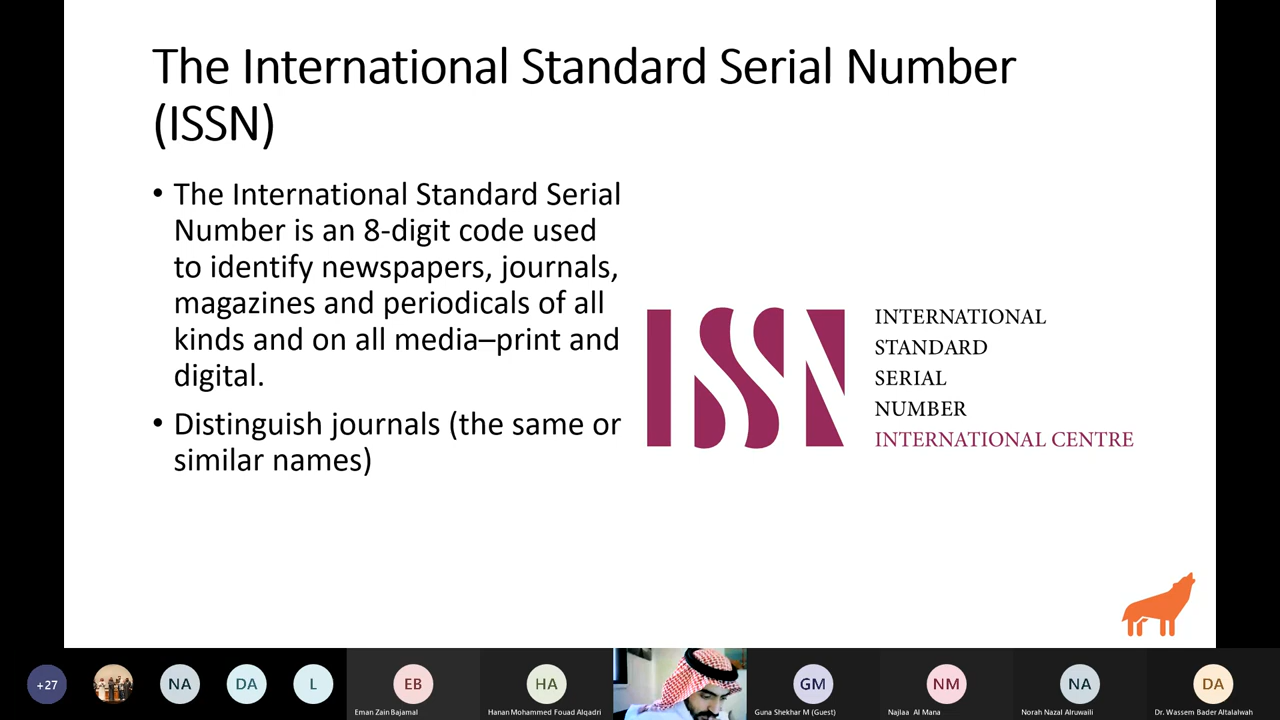 The International Standard Serial Number
(ISSN)
• The International Standard Serial
Number is an 8-digit code used
to identify newspapers, journals,
magazines and periodicals of all
kinds and on all media–print and
digital.
• Distinguish journals (the same or
similar names)
ISSN
INTERNATIONAL
STANDARD
SERIAL
NUMBER
INTERNATIONAL CENTRE
+27
NA
DA
L
EB
HA
GM
NM
NA
DA
Eman Zain Bajamal
Hanan Mohammed Fouad Alqadri
Guna Shekhar M (Guest)
Najlaa Al Mana
Norah Nazal Alruwaili
Dr. Wassem Bader Altalalwah